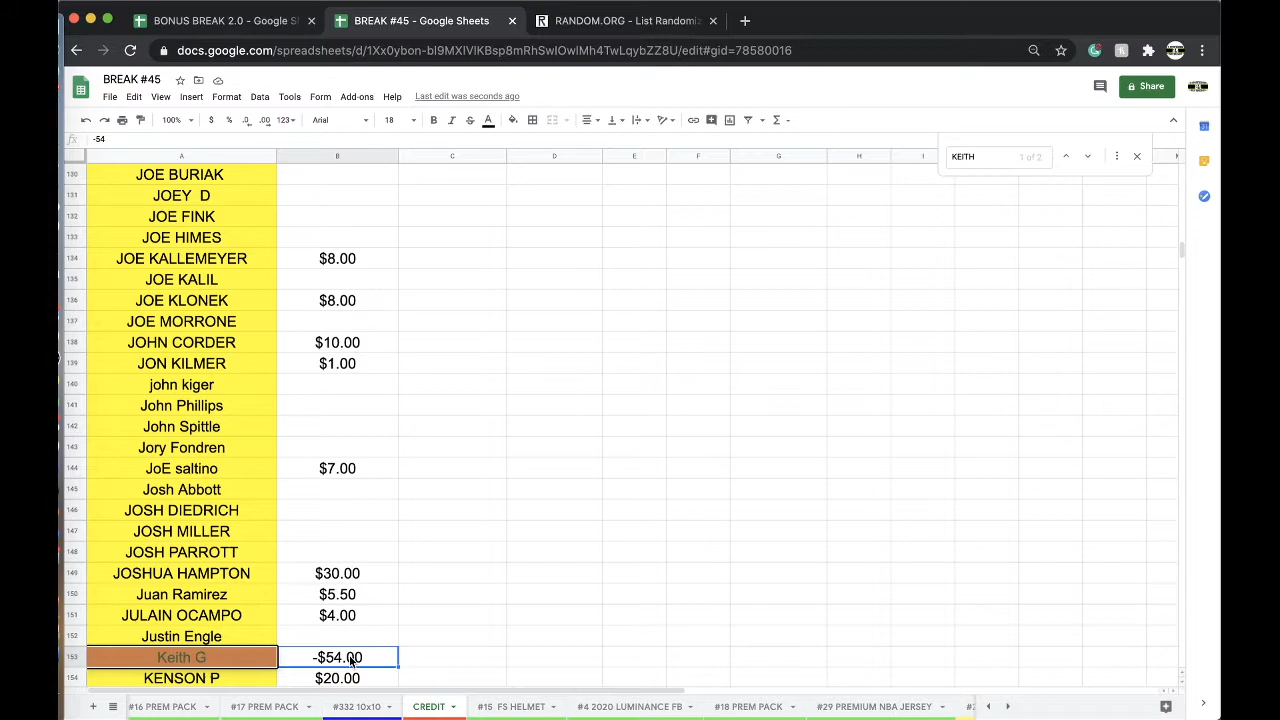 BONUS BREAK 2.0 - Google S
BREAK #45 - Google Sheets
RANDOM.ORG - List Randomiz
docs.google.com/spreadsheets/d/1Xx0ybon-bI9MXIVIKBsp8mRhSwIOwIMh4TwLqybZZ8U/edit#gid=78580016
BREAK #45
File Edit View Insert Format Data Tools Form Add-ons Help Last edit was seconds ago
Share
100% $ % .0 .00 123 Arial 18 B I S A
fx -54
KEITH 1 of 2
A B C D E F G H I
130 JOE BURIAK
131 JOEY D
132 JOE FINK
133 JOE HIMES
134 JOE KALLEMEYER $8.00
135 JOE KALIL
136 JOE KLONEK $8.00
137 JOE MORRONE
138 JOHN CORDER $10.00
139 JON KILMER $1.00
140 john kiger
141 John Phillips
142 John Spittle
143 Jory Fondren
144 JoE saltino $7.00
145 Josh Abbott
146 JOSH DIEDRICH
147 JOSH MILLER
148 JOSH PARROTT
149 JOSHUA HAMPTON $30.00
150 Juan Ramirez $5.50
151 JULAIN OCAMPO $4.00
152 Justin Engle
153 Keith G -$54.00
154 KENSON P $20.00
#16 PREM PACK #17 PREM PACK #332 10x10 CREDIT #15 FS HELMET #4 2020 LUMINANCE FB #18 PREM PACK #29 PREMIUM NBA JERSEY